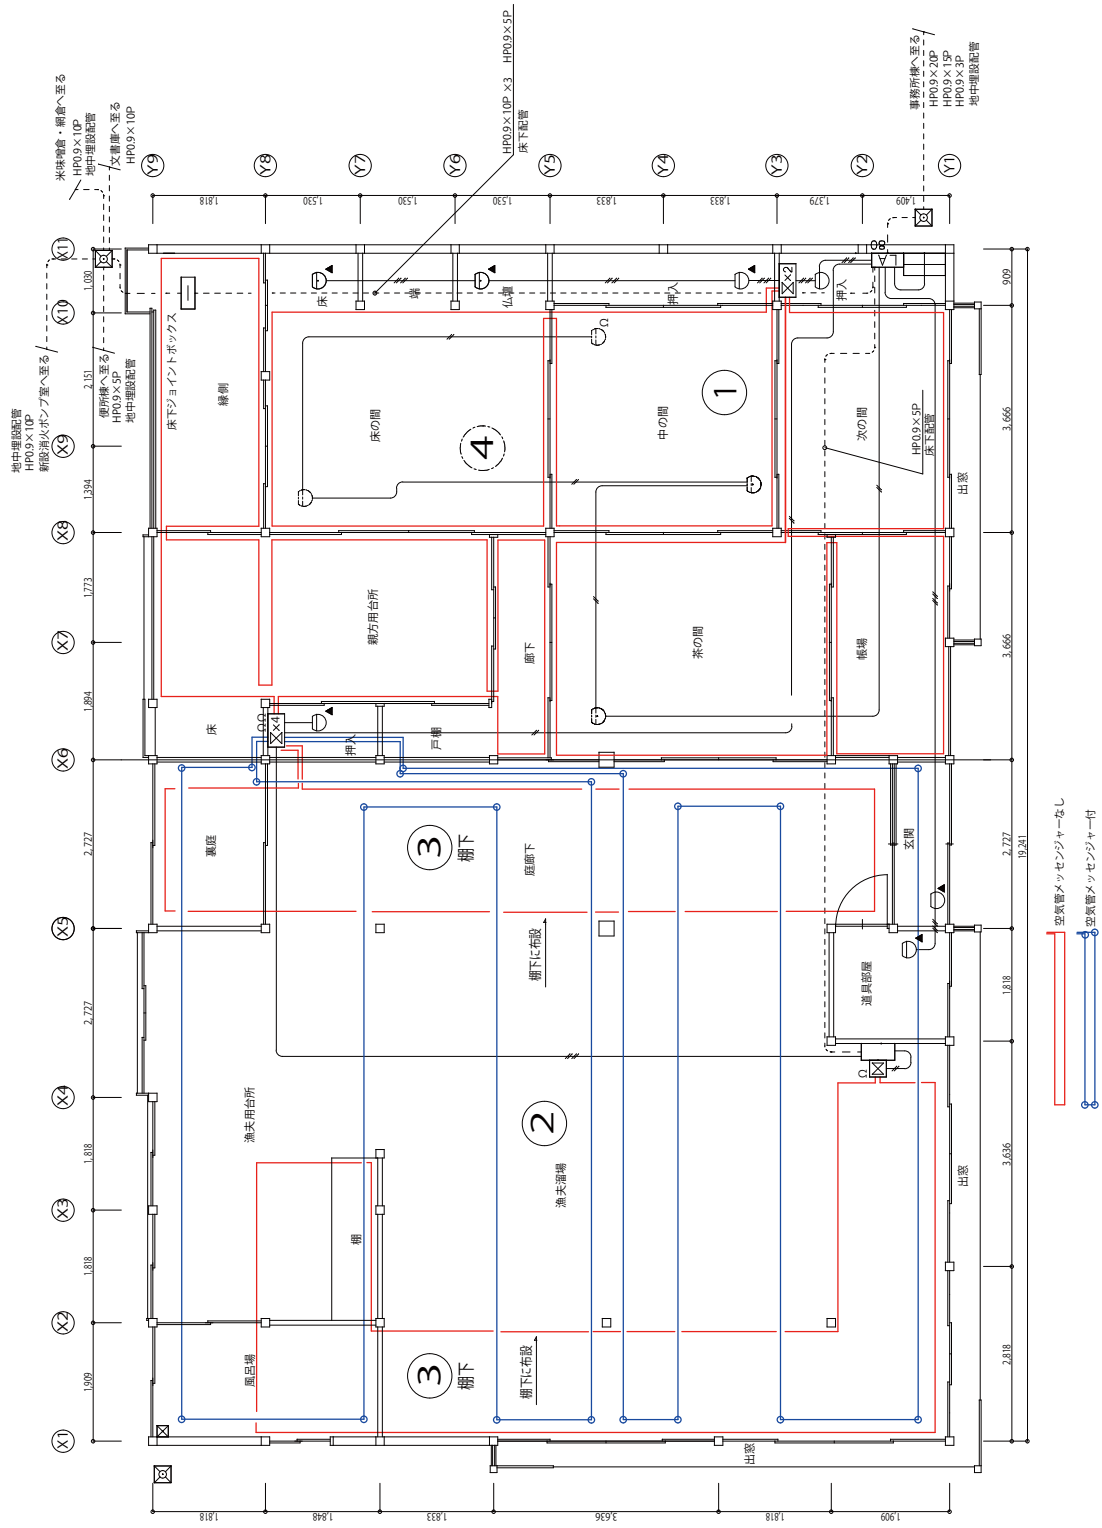 米味噌倉・網倉へ至る
HP0.9×10P
地中埋設配管
文書庫へ至る
HP0.9×10P
地中埋設配管
HP0.9×10P
新設消火ポンプ室へ至る
便所棟へ至る
HP0.9×5P
地中埋設配管
HP0.9×10P ×3 HP0.9×5P
床下配管
事務所棟へ至る
HP0.9×20P
HP0.9×15P
HP0.9×3P
地中埋設配管
Y9
Y8
Y7
Y6
Y5
Y4
Y3
Y2
Y1
1,818
1,530
1,530
1,530
1,833
1,833
1,379
1,409
X11
X10
X9
X8
X7
X6
X5
X4
X3
X2
X1
1,030
2,151
1,394
1,773
1,894
2,727
2,727
1,818
1,818
1,909
909
3,666
3,666
2,727
1,818
3,636
2,818
19,241
1,818
1,848
1,833
3,636
1,818
1,909
床下ジョイントボックス
縁側
床
端
仏壇
押入
×2
押入
床の間
4
中の間
1
次の間
HP0.9×5P
床下配管
出窓
親方用台所
廊下
茶の間
帳場
床
×4
押入
戸棚
裏庭
3
棚下
庭廊下
玄関
棚下に布設
道具部屋
漁夫用台所
2
漁夫溜場
棚
出窓
風呂場
3
棚下
棚下に布設
出窓
空気管メッセンジャーなし
空気管メッセンジャー付